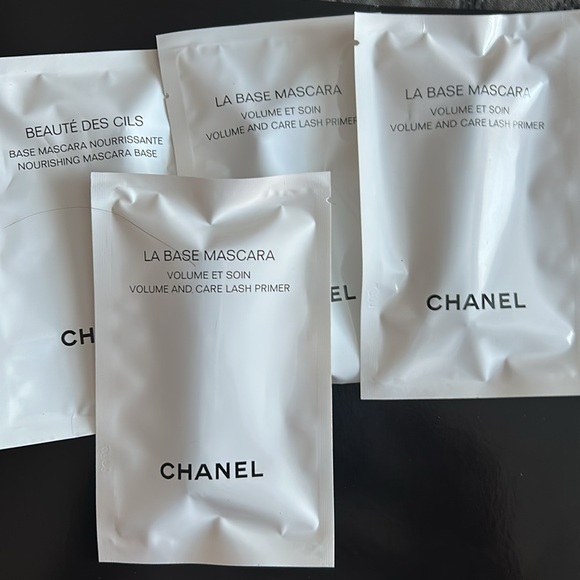 BEAUTÉ DES CILS
BASE MASCARA NOURRISSANTE
NOURISHING MASCARA BASE
CH
LA BASE MASCARA
VOLUME ET SOIN
VOLUME AND CARE LASH PRIMER
EL
LA BASE MASCARA
VOLUME ET SOIN
VOLUME AND CARE LASH PRIMER
CHANEL
LA BASE MASCARA
VOLUME ET SOIN
VOLUME AND CARE LASH PRIMER
CHANEL